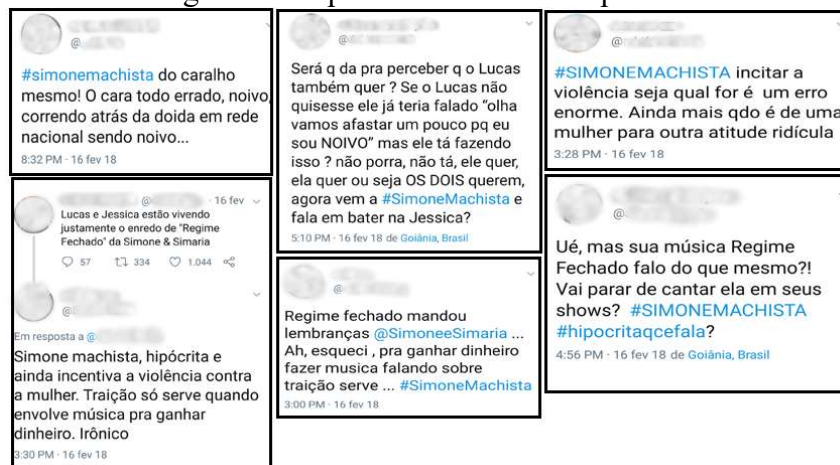 #simonemachista do caralho
mesmo! O cara todo errado, noivo,
correndo atrás da doida em rede
nacional sendo noivo...
8:32 PM · 16 fev 18
@
· 16 fev
Lucas e Jessica estão vivendo
justamente o enredo de "Regime
Fechado" da Simone & Simaria
57 334 1.044
@
Em resposta a @
Simone machista, hipócrita e
ainda incentiva a violência contra
a mulher. Traição só serve quando
envolve música pra ganhar
dinheiro. Irônico
3:30 PM · 16 fev 18
@
Será q da pra perceber q o Lucas
também quer ? Se o Lucas não
quisesse ele já teria falado "olha
vamos afastar um pouco pq eu
sou NOIVO" mas ele tá fazendo
isso ? não porra, não tá, ele quer,
ela quer ou seja OS DOIS querem,
agora vem a #SimoneMachista e
fala em bater na Jessica?
5:10 PM · 16 fev 18 de Goiânia, Brasil
@
Regime fechado mandou
lembranças @SimoneeSimaria ...
Ah, esqueci , pra ganhar dinheiro
fazer musica falando sobre
traição serve ... #SimoneMachista
3:00 PM · 16 fev 18
@
#SIMONEMACHISTA incitar a
violência seja qual for é um erro
enorme. Ainda mais qdo é de uma
mulher para outra atitude ridícula
3:28 PM · 16 fev 18
@
Ué, mas sua música Regime
Fechado falo do que mesmo?!
Vai parar de cantar ela em seus
shows? #SIMONEMACHISTA
#hipocritaqcefala?
4:56 PM · 16 fev 18 de Goiânia, Brasil